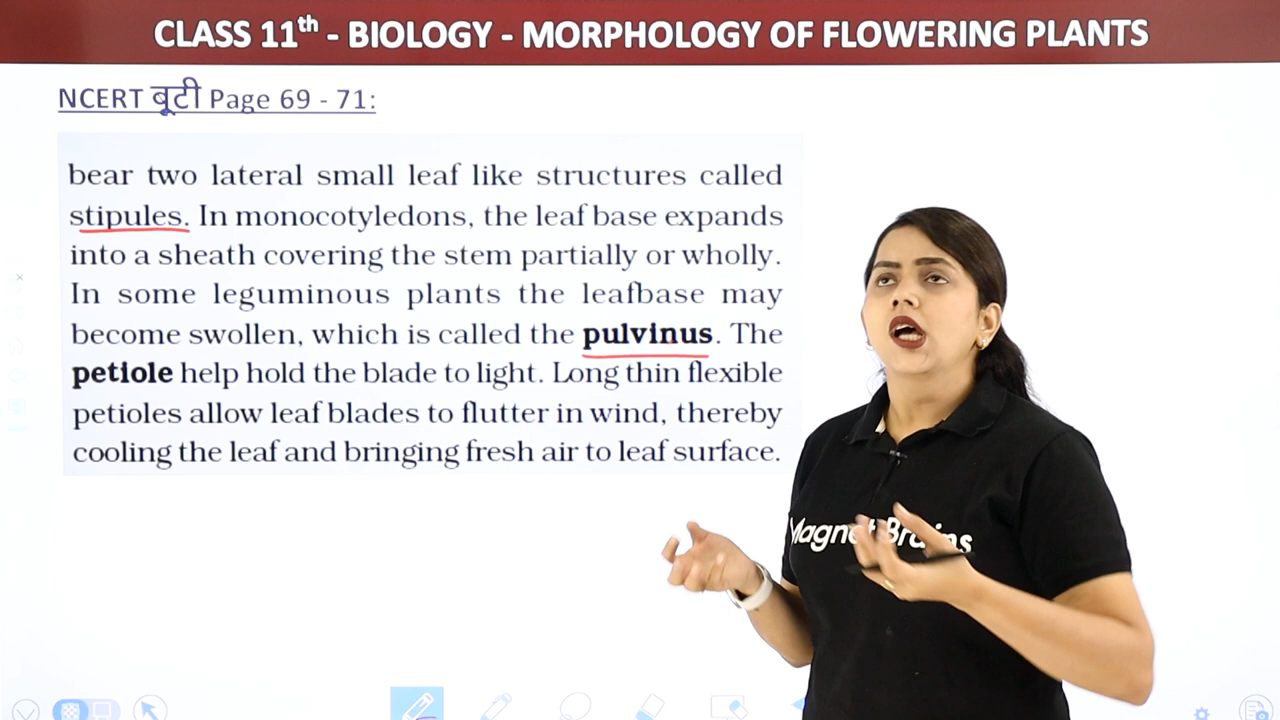 CLASS 11th - BIOLOGY - MORPHOLOGY OF FLOWERING PLANTS
NCERT बूटी Page 69 - 71:
bear two lateral small leaf like structures called
stipules. In monocotyledons, the leaf base expands
into a sheath covering the stem partially or wholly.
In some leguminous plants the leafbase may
become swollen, which is called the pulvinus. The
petiole help hold the blade to light. Long thin flexible
petioles allow leaf blades to flutter in wind, thereby
cooling the leaf and bringing fresh air to leaf surface.
Magnet Brains